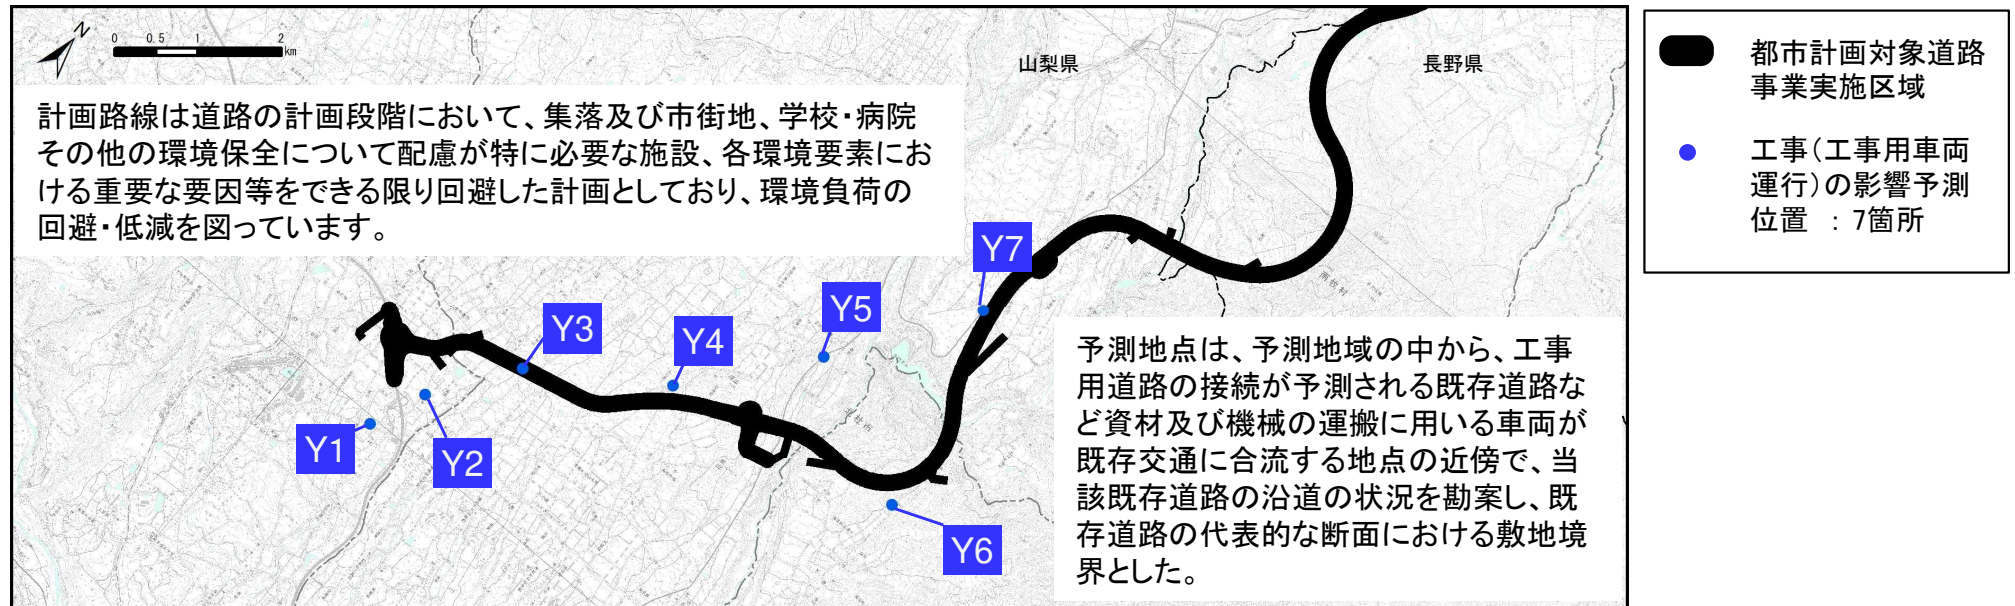 N
0 0.5 1 2
km
山梨県
長野県
計画路線は道路の計画段階において、集落及び市街地、学校・病院
その他の環境保全について配慮が特に必要な施設、各環境要素にお
ける重要な要因等をできる限り回避した計画としており、環境負荷の
回避・低減を図っています。
Y1
Y2
Y3
Y4
Y5
Y6
Y7
予測地点は、予測地域の中から、工事
用道路の接続が予測される既存道路な
ど資材及び機械の運搬に用いる車両が
既存交通に合流する地点の近傍で、当
該既存道路の沿道の状況を勘案し、既
存道路の代表的な断面における敷地境
界とした。
都市計画対象道路
事業実施区域
工事（工事用車両
運行）の影響予測
位置 ：7箇所